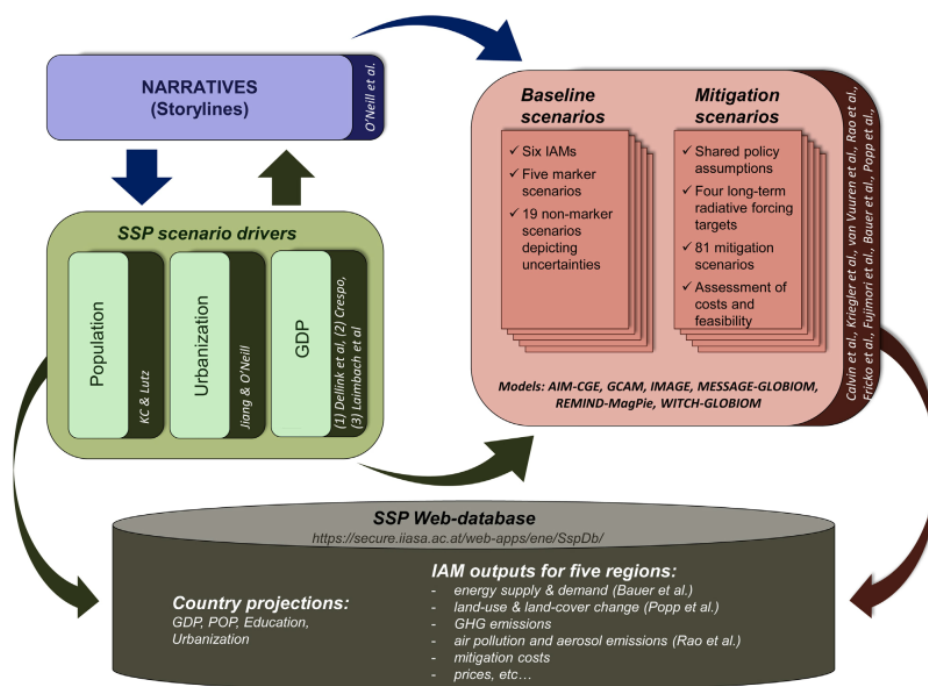 NARRATIVES
(Storylines)
O'Neill et al.
SSP scenario drivers
Population
KC & Lutz
Urbanization
Jiang & O'Neill
GDP
(1) Dellink et al, (2) Crespo,
(3) Laimbach et al
Baseline
scenarios
✓ Six IAMs
✓ Five marker
scenarios
✓ 19 non-marker
scenarios
depicting
uncertainties
Mitigation
scenarios
✓ Shared policy
assumptions
✓ Four long-term
radiative forcing
targets
✓ 81 mitigation
scenarios
✓ Assessment of
costs and
feasibility
Models: AIM-CGE, GCAM, IMAGE, MESSAGE-GLOBIOM,
REMIND-MagPie, WITCH-GLOBIOM
Calvin et al., Kriegler et al., van Vuuren et al., Rao et al.,
Fricko et al., Fujimori et al., Bauer et al., Popp et al.,
SSP Web-database
https://secure.iiasa.ac.at/web-apps/ene/SspDb/
Country projections:
GDP, POP, Education,
Urbanization
IAM outputs for five regions:
- energy supply & demand (Bauer et al.)
- land-use & land-cover change (Popp et al.)
- GHG emissions
- air pollution and aerosol emissions (Rao et al.)
- mitigation costs
- prices, etc…